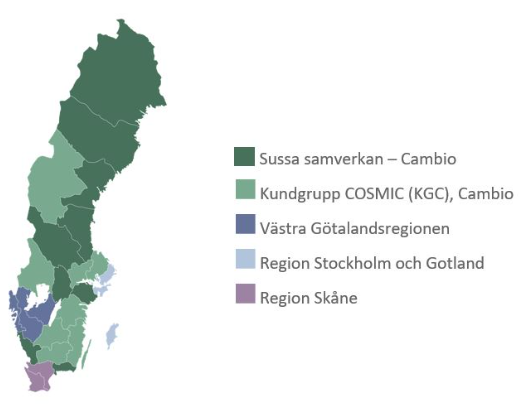 Sussa samverkan – Cambio
Kundgrupp COSMIC (KGC), Cambio
Västra Götalandsregionen
Region Stockholm och Gotland
Region Skåne